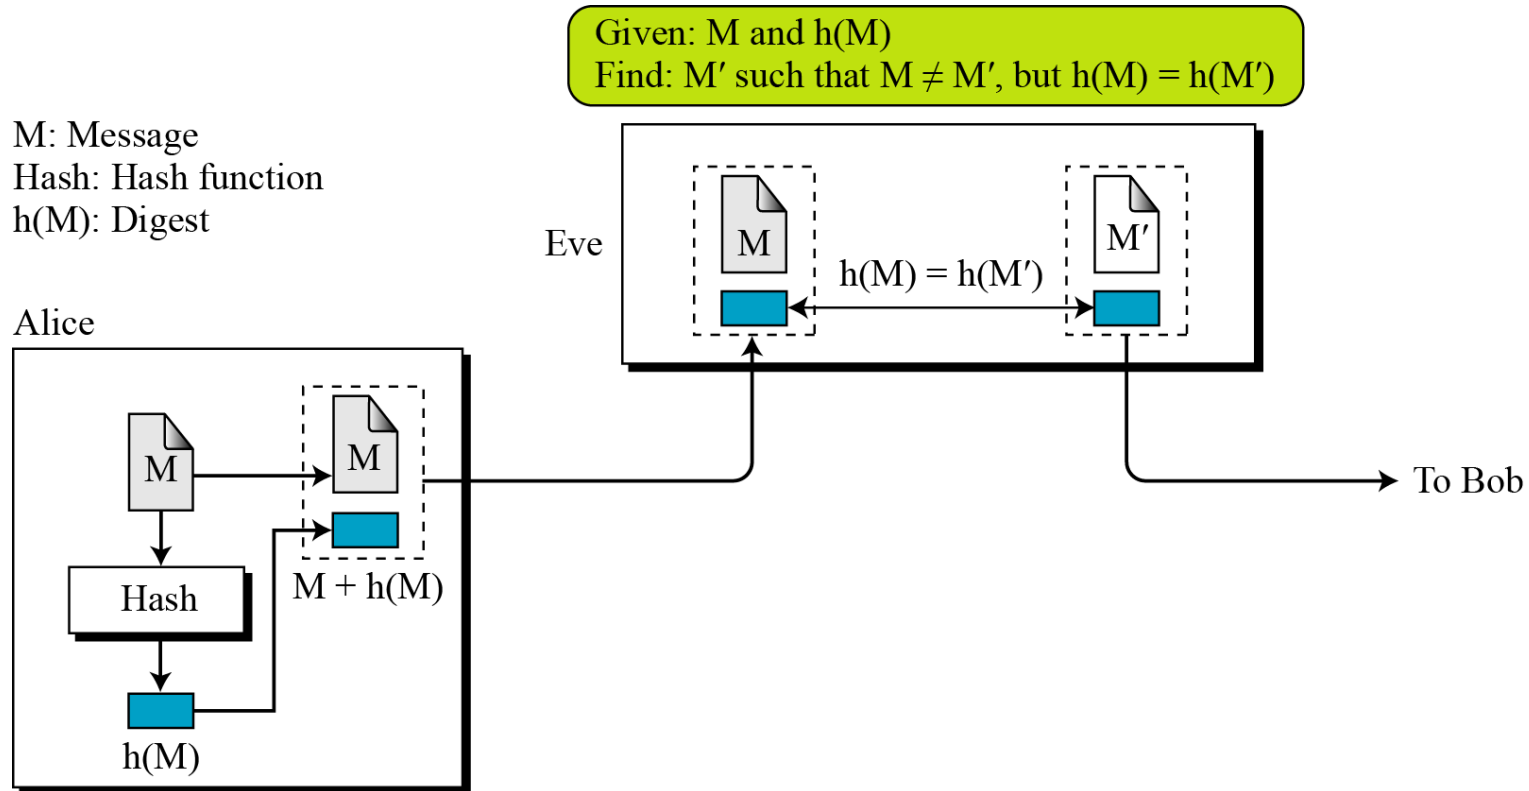 Given: M and h(M)
Find: M′ such that M ≠ M′, but h(M) = h(M′)
M: Message
Hash: Hash function
h(M): Digest
Eve
M
M′
h(M) = h(M′)
Alice
M
M
Hash
M + h(M)
h(M)
To Bob